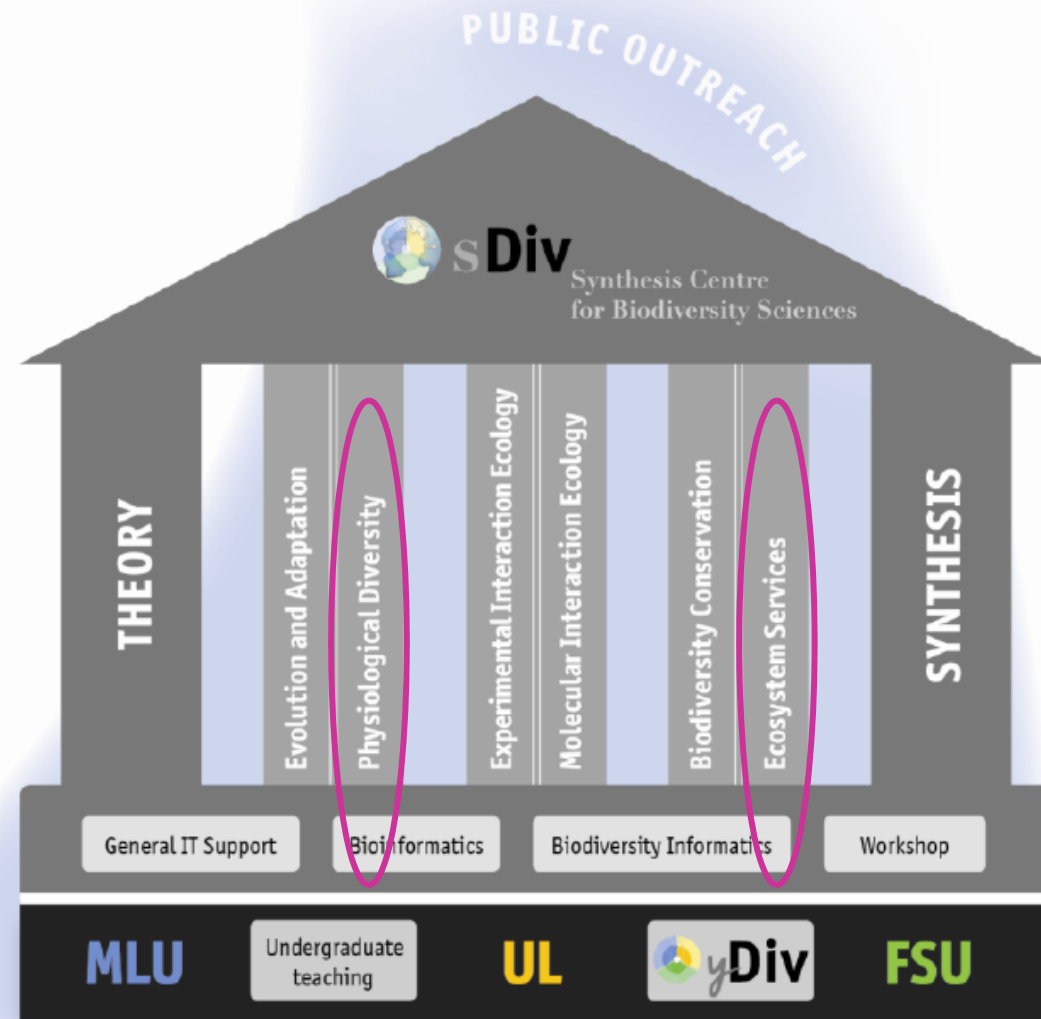 PUBLIC OUTREACH
sDiv
Synthesis Centre
for Biodiversity Sciences
THEORY
Evolution and Adaptation
Physiological Diversity
Experimental Interaction Ecology
Molecular Interaction Ecology
Biodiversity Conservation
Ecosystem Services
SYNTHESIS
General IT Support
Bioinformatics
Biodiversity Informatics
Workshop
MLU
Undergraduate
teaching
UL
yDiv
FSU